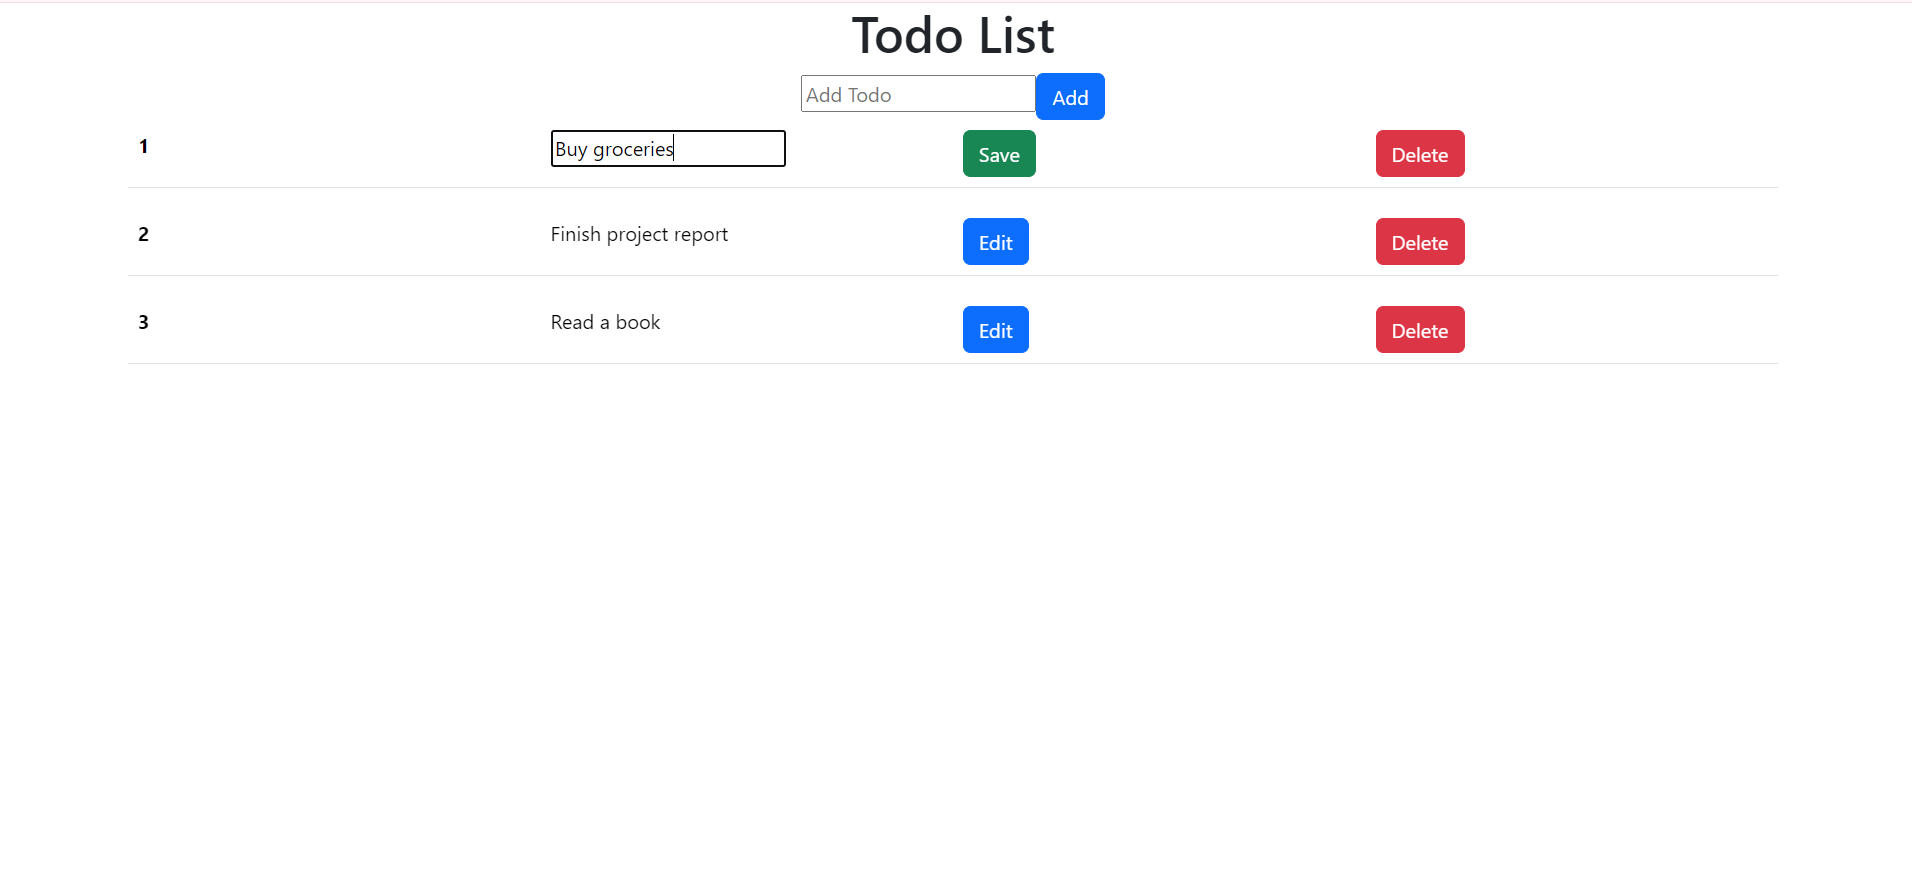 Todo List
Add Todo Add
1 Buy groceries Save Delete
2 Finish project report Edit Delete
3 Read a book Edit Delete